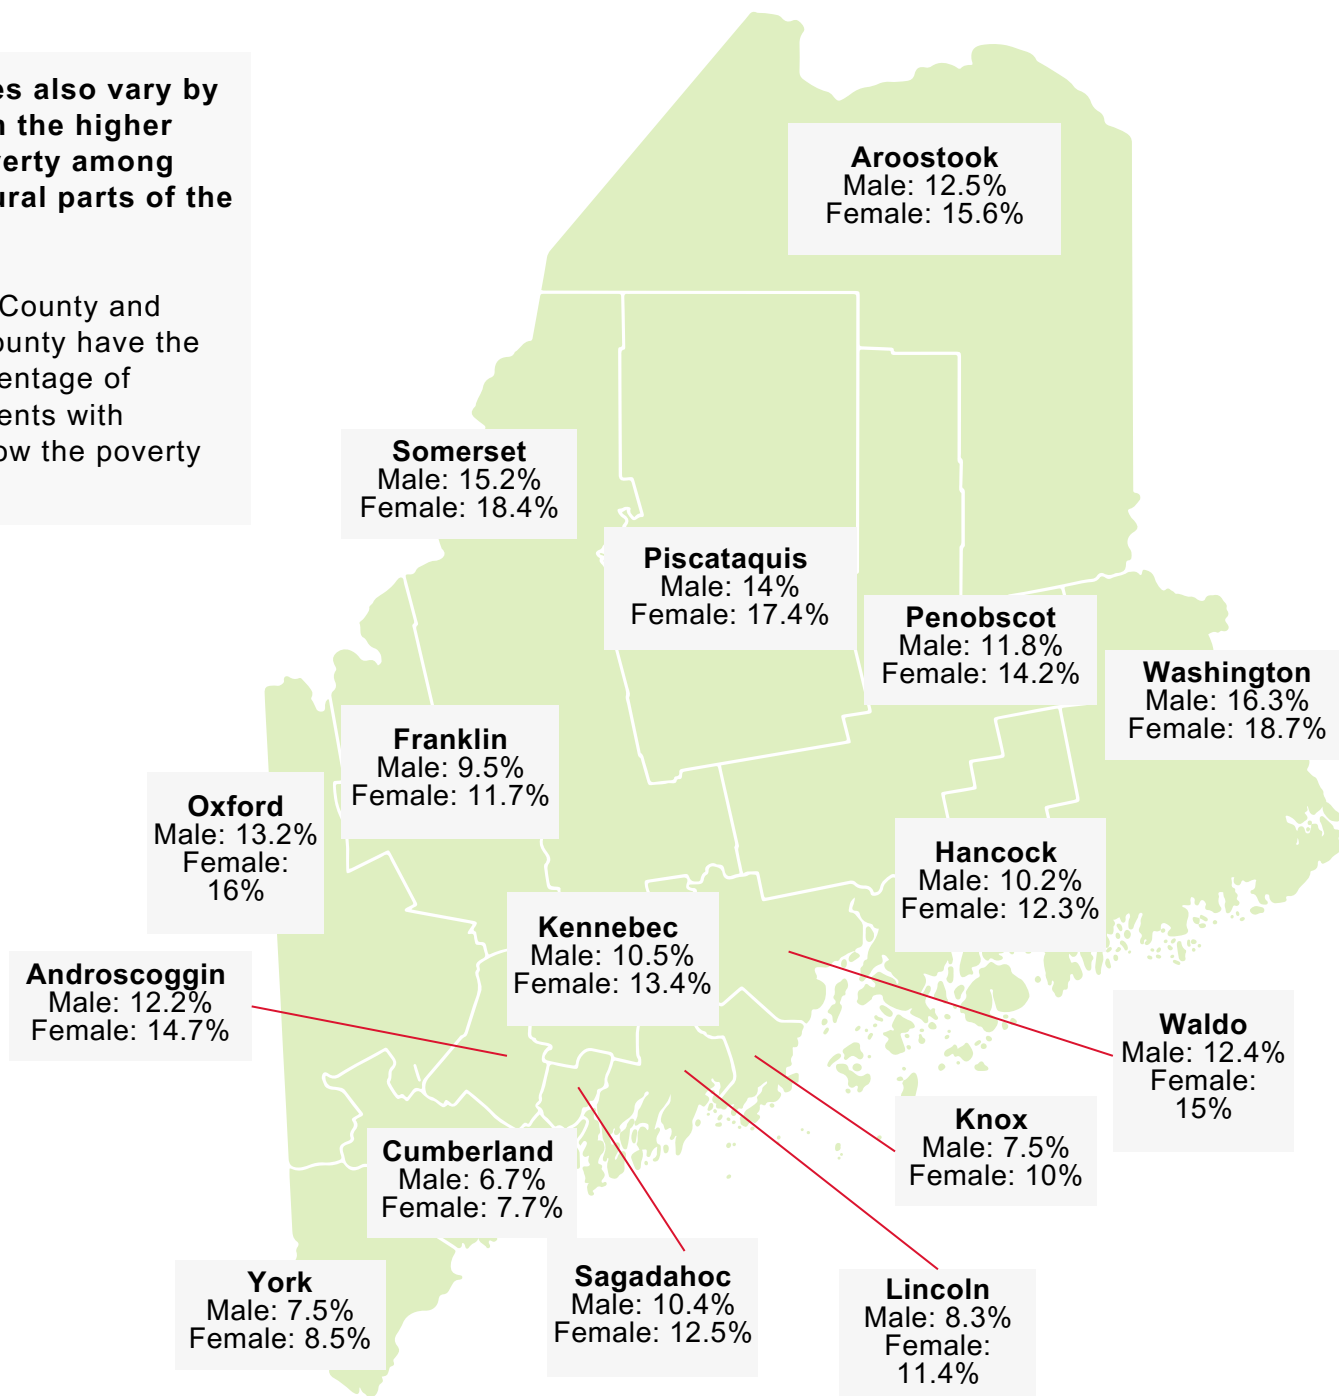 es also vary by
n the higher
verty among
ural parts of the
County and
ounty have the
entage of
ents with
ow the poverty
Aroostook
Male: 12.5%
Female: 15.6%
Somerset
Male: 15.2%
Female: 18.4%
Piscataquis
Male: 14%
Female: 17.4%
Penobscot
Male: 11.8%
Female: 14.2%
Washington
Male: 16.3%
Female: 18.7%
Franklin
Male: 9.5%
Female: 11.7%
Oxford
Male: 13.2%
Female:
16%
Hancock
Male: 10.2%
Female: 12.3%
Kennebec
Male: 10.5%
Female: 13.4%
Androscoggin
Male: 12.2%
Female: 14.7%
Waldo
Male: 12.4%
Female:
15%
Knox
Male: 7.5%
Female: 10%
Cumberland
Male: 6.7%
Female: 7.7%
Sagadahoc
Male: 10.4%
Female: 12.5%
York
Male: 7.5%
Female: 8.5%
Lincoln
Male: 8.3%
Female:
11.4%